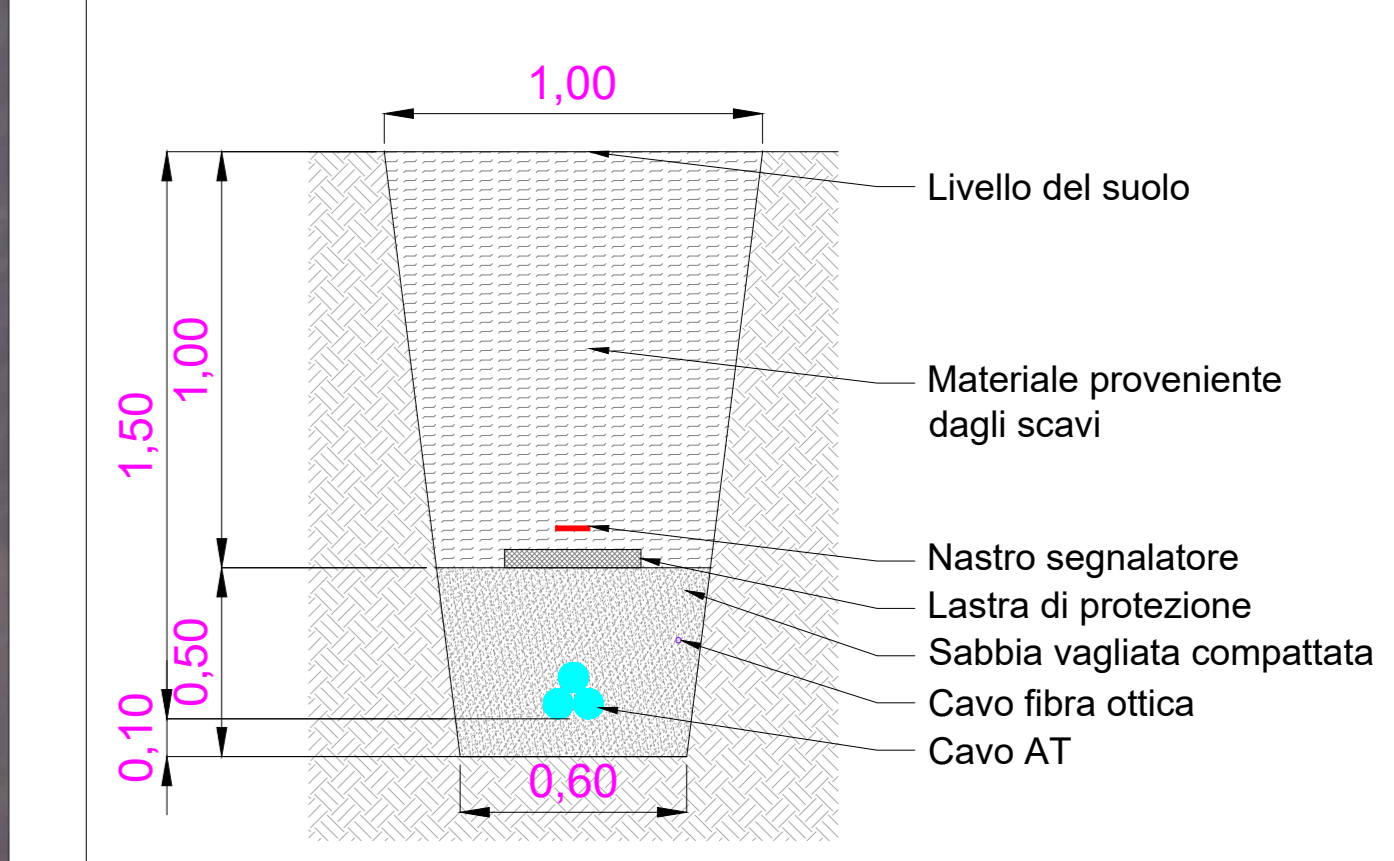 1,00
Livello del suolo
1,00
Materiale proveniente
dagli scavi
1,50
Nastro segnalatore
Lastra di protezione
0,50
Sabbia vagliata compattata
Cavo fibra ottica
0,10
Cavo AT
0,60